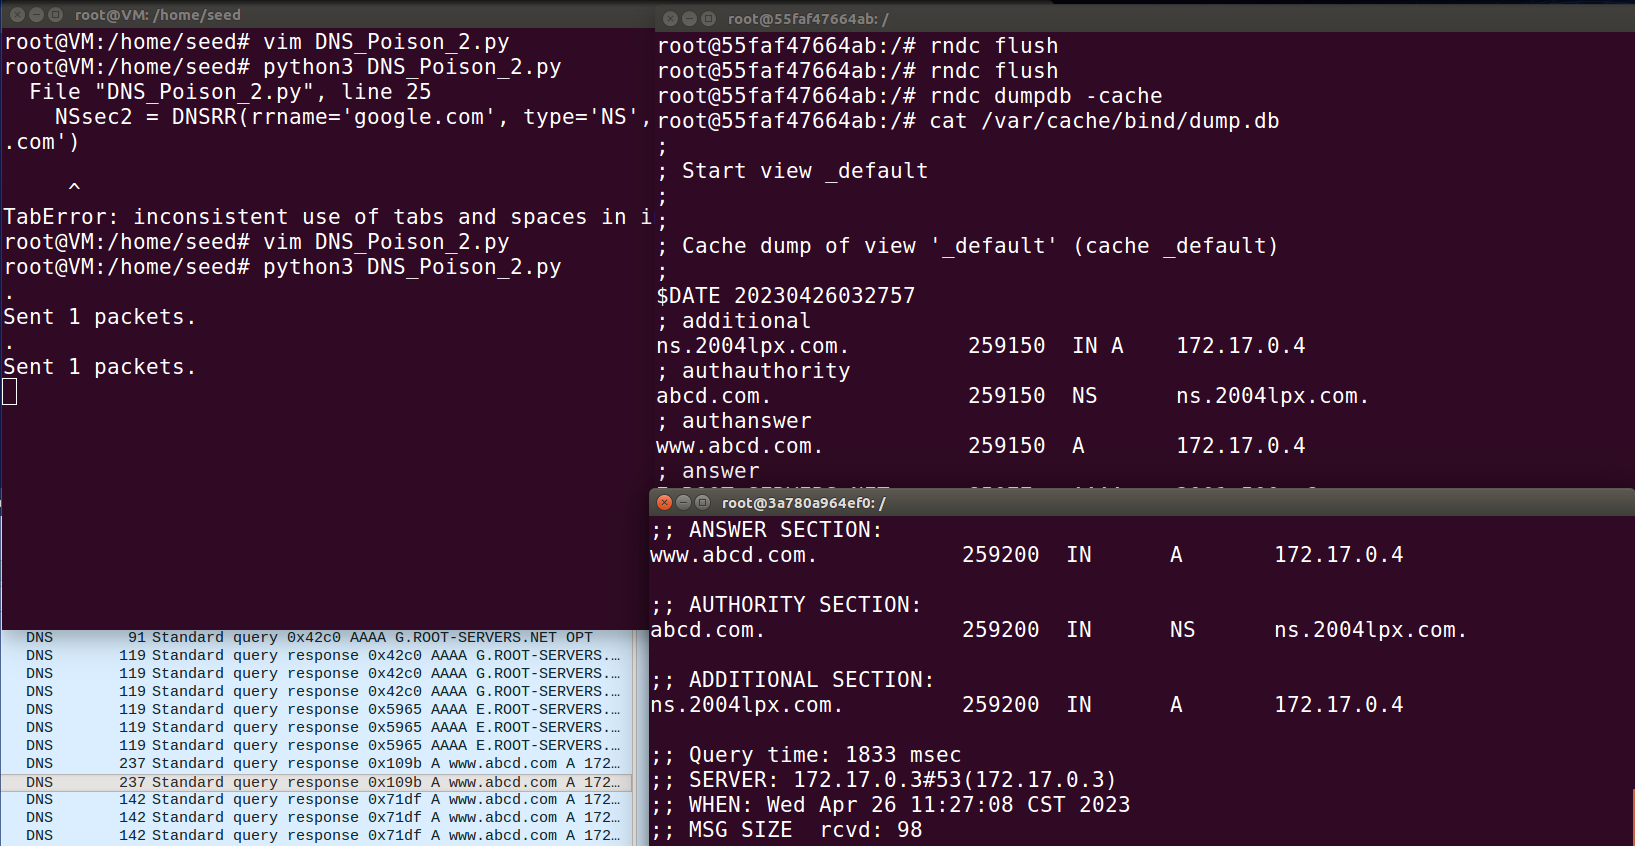 root@VM: /home/seed
root@VM:/home/seed# vim DNS_Poison_2.py
root@VM:/home/seed# python3 DNS_Poison_2.py
  File "DNS_Poison_2.py", line 25
    NSsec2 = DNSRR(rrname='google.com', type='NS',
.com')
     ^
TabError: inconsistent use of tabs and spaces in i
root@VM:/home/seed# vim DNS_Poison_2.py
root@VM:/home/seed# python3 DNS_Poison_2.py
.
Sent 1 packets.
.
Sent 1 packets.
root@55faf47664ab: /
root@55faf47664ab:/# rndc flush
root@55faf47664ab:/# rndc flush
root@55faf47664ab:/# rndc dumpdb -cache
root@55faf47664ab:/# cat /var/cache/bind/dump.db
;
; Start view _default
;
;
; Cache dump of view '_default' (cache _default)
;
$DATE 20230426032757
; additional
ns.2004lpx.com. 259150 IN A 172.17.0.4
; authauthority
abcd.com. 259150 NS ns.2004lpx.com.
; authanswer
www.abcd.com. 259150 A 172.17.0.4
; answer
root@3a780a964ef0: /
;; ANSWER SECTION:
www.abcd.com. 259200 IN A 172.17.0.4
;; AUTHORITY SECTION:
abcd.com. 259200 IN NS ns.2004lpx.com.
;; ADDITIONAL SECTION:
ns.2004lpx.com. 259200 IN A 172.17.0.4
;; Query time: 1833 msec
;; SERVER: 172.17.0.3#53(172.17.0.3)
;; WHEN: Wed Apr 26 11:27:08 CST 2023
;; MSG SIZE  rcvd: 98
DNS 91 Standard query 0x42c0 AAAA G.ROOT-SERVERS.NET OPT
DNS 119 Standard query response 0x42c0 AAAA G.ROOT-SERVERS.…
DNS 119 Standard query response 0x42c0 AAAA G.ROOT-SERVERS.…
DNS 119 Standard query response 0x42c0 AAAA G.ROOT-SERVERS.…
DNS 119 Standard query response 0x5965 AAAA E.ROOT-SERVERS.…
DNS 119 Standard query response 0x5965 AAAA E.ROOT-SERVERS.…
DNS 119 Standard query response 0x5965 AAAA E.ROOT-SERVERS.…
DNS 237 Standard query response 0x109b A www.abcd.com A 172…
DNS 237 Standard query response 0x109b A www.abcd.com A 172…
DNS 142 Standard query response 0x71df A www.abcd.com A 172…
DNS 142 Standard query response 0x71df A www.abcd.com A 172…
DNS 142 Standard query response 0x71df A www.abcd.com A 172…